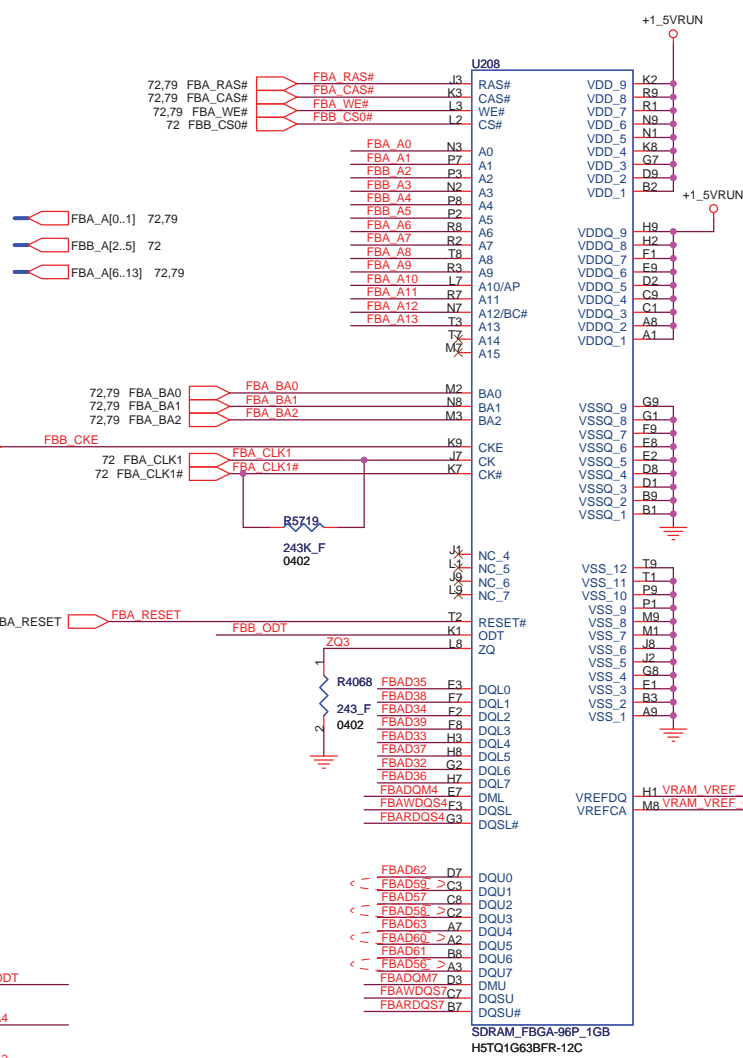 +1_5VRUN
U208
72,79 FBA_RAS# FBA_RAS# J3 RAS# VDD_9 K2
72,79 FBA_CAS# FBA_CAS# K3 CAS# VDD_8 R9
72,79 FBA_WE# FBA_WE# L3 WE# VDD_7 R1
72 FBB_CS0# FBB_CS0# L2 CS# VDD_6 N9
VDD_5 N1
FBA_A0 N3 A0 VDD_4 K8
FBA_A1 P7 A1 VDD_3 G7
FBB_A2 P3 A2 VDD_2 D9
FBB_A3 N2 A3 VDD_1 B2
+1_5VRUN
FBB_A4 P8 A4
FBA_A[0..1] 72,79
FBB_A5 P2 A5
FBA_A6 R8 A6 VDDQ_9 H9
FBB_A[2..5] 72
FBA_A7 R2 A7 VDDQ_8 H2
FBA_A8 T8 A8 VDDQ_7 F1
FBA_A[6..13] 72,79
FBA_A9 R3 A9 VDDQ_6 E9
FBA_A10 L7 A10/AP VDDQ_5 D2
FBA_A11 R7 A11 VDDQ_4 C9
FBA_A12 N7 A12/BC# VDDQ_3 C1
FBA_A13 T3 A13 VDDQ_2 A8
T7 A14 VDDQ_1 A1
M7 A15
72,79 FBA_BA0 FBA_BA0 M2 BA0
72,79 FBA_BA1 FBA_BA1 N8 BA1 VSSQ_9 G9
72,79 FBA_BA2 FBA_BA2 M3 BA2 VSSQ_8 G1
VSSQ_7 F9
FBB_CKE K9 CKE VSSQ_6 E8
72 FBA_CLK1 FBA_CLK1 J7 CK VSSQ_5 E2
72 FBA_CLK1# FBA_CLK1# K7 CK# VSSQ_4 D8
VSSQ_3 D1
VSSQ_2 B9
VSSQ_1 B1
R5719
243K_F
0402
J1 NC_4
L1 NC_5 VSS_12 T9
J9 NC_6 VSS_11 T1
L9 NC_7 VSS_10 P9
VSS_9 P1
BA_RESET FBA_RESET T2 RESET# VSS_8 M9
FBB_ODT K1 ODT VSS_7 M1
ZQ3 L8 ZQ VSS_6 J8
VSS_5 J2
1 VSS_4 G8
R4068 FBAD35 E3 DQL0 VSS_3 E1
FBAD38 F7 DQL1 VSS_2 B3
243_F FBAD34 F2 DQL2 VSS_1 A9
2 0402 FBAD39 F8 DQL3
FBAD33 H3 DQL4
FBAD37 H8 DQL5
FBAD32 G2 DQL6
FBAD36 H7 DQL7
FBADQM4 E7 DML VREFDQ H1 VRAM_VREF_
FBAWDQS4 F3 DQSL VREFCA M8 VRAM_VREF_
FBARDQS4 G3 DQSL#
FBAD62 D7 DQU0
FBAD59 C3 DQU1
FBAD57 C8 DQU2
FBAD58 C2 DQU3
FBAD63 A7 DQU4
FBAD60 A2 DQU5
FBAD61 B8 DQU6
FBAD56 A3 DQU7
ODT FBADQM7 D3 DMU
FBAWDQS7 C7 DQSU
FBARDQS7 B7 DQSU#
A4
SDRAM_FBGA-96P_1GB
H5TQ1G63BFR-12C